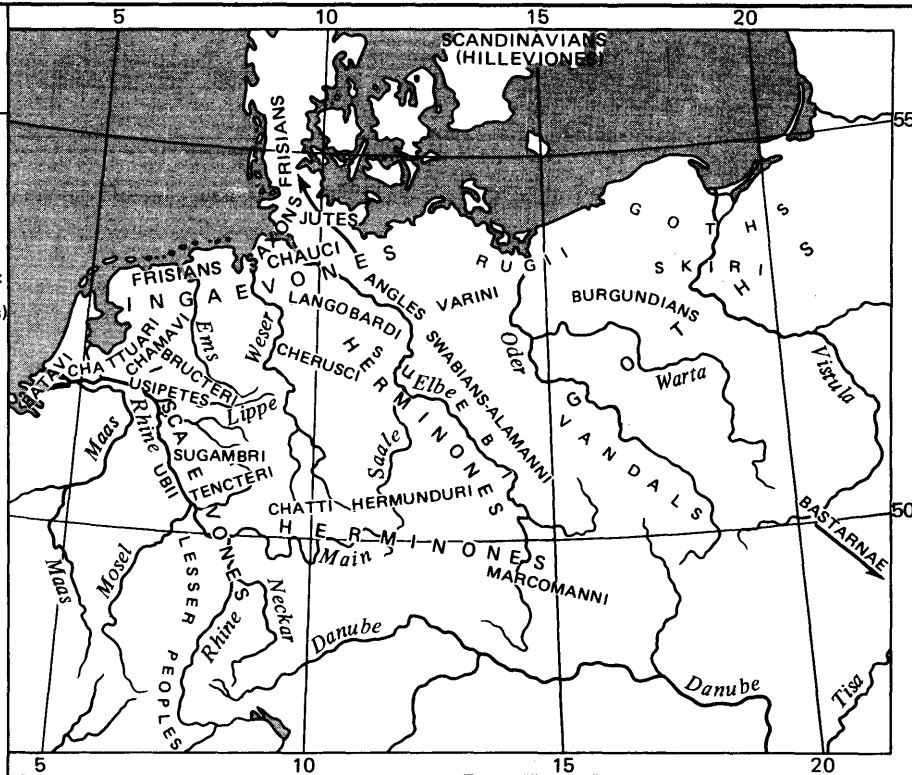 5 10 15 20
SCANDINAVIANS
(HILLEVIONES)
55
FRISIANS
SAXONS
JUTES
GOTHS
CHAUCI
RUGII
FRISIANS
SKIRI
INGAEVONES
ANGLES
VARINI
BURGUNDIANS
LANGOBARDI
GOTHS
CHATTUARI
CHAMAVI
Ems
Weser
CHERUSCI
SWABIANS-ALAMANNI
Oder
Warta
Vistula
BATAVI
BRUCTERI
USIPETES
Lippe
HERMINONES
SUEBI
Elbe
VANDALS
Maas
Rhine
ISCAEVONES
SUGAMBRI
Saale
UBII
TENCTERI
CHATTI
HERMUNDURI
50
BASTARNAE
HERMINONES
Main
MARCOMANNI
Maas
Mosel
LESSER PEOPLES
Rhine
Neckar
Danube
Danube
Tisa
5 10 15 20